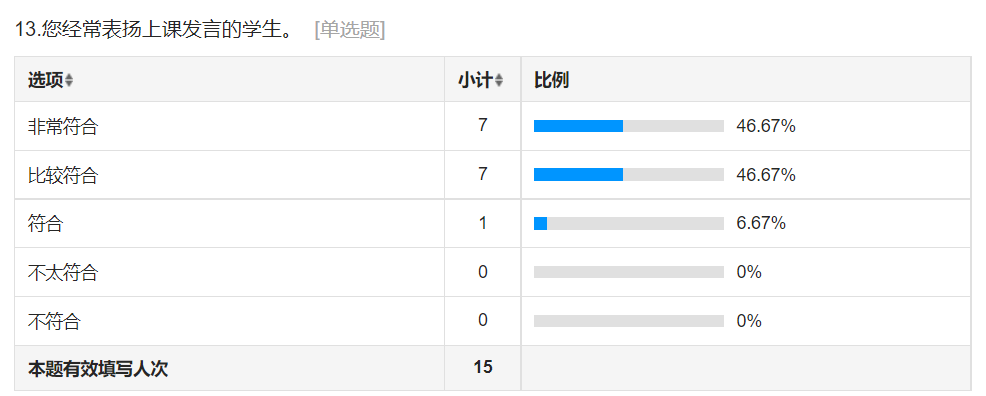 13.您经常表扬上课发言的学生。 [单选题]
选项 小计 比例
非常符合 7 46.67%
比较符合 7 46.67%
符合 1 6.67%
不太符合 0 0%
不符合 0 0%
本题有效填写人次 15